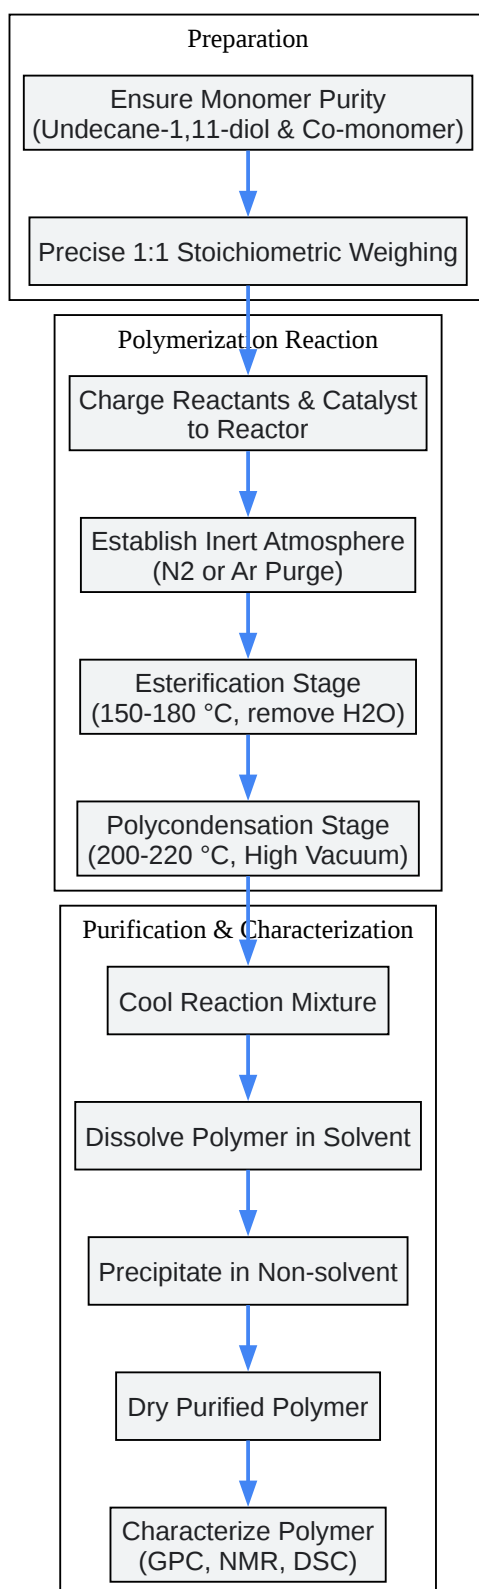 Preparation
Ensure Monomer Purity
(Undecane-1,11-diol & Co-monomer)
Precise 1:1 Stoichiometric Weighing
Polymerization Reaction
Charge Reactants & Catalyst
to Reactor
Establish Inert Atmosphere
(N2 or Ar Purge)
Esterification Stage
(150-180 °C, remove H2O)
Polycondensation Stage
(200-220 °C, High Vacuum)
Purification & Characterization
Cool Reaction Mixture
Dissolve Polymer in Solvent
Precipitate in Non-solvent
Dry Purified Polymer
Characterize Polymer
(GPC, NMR, DSC)